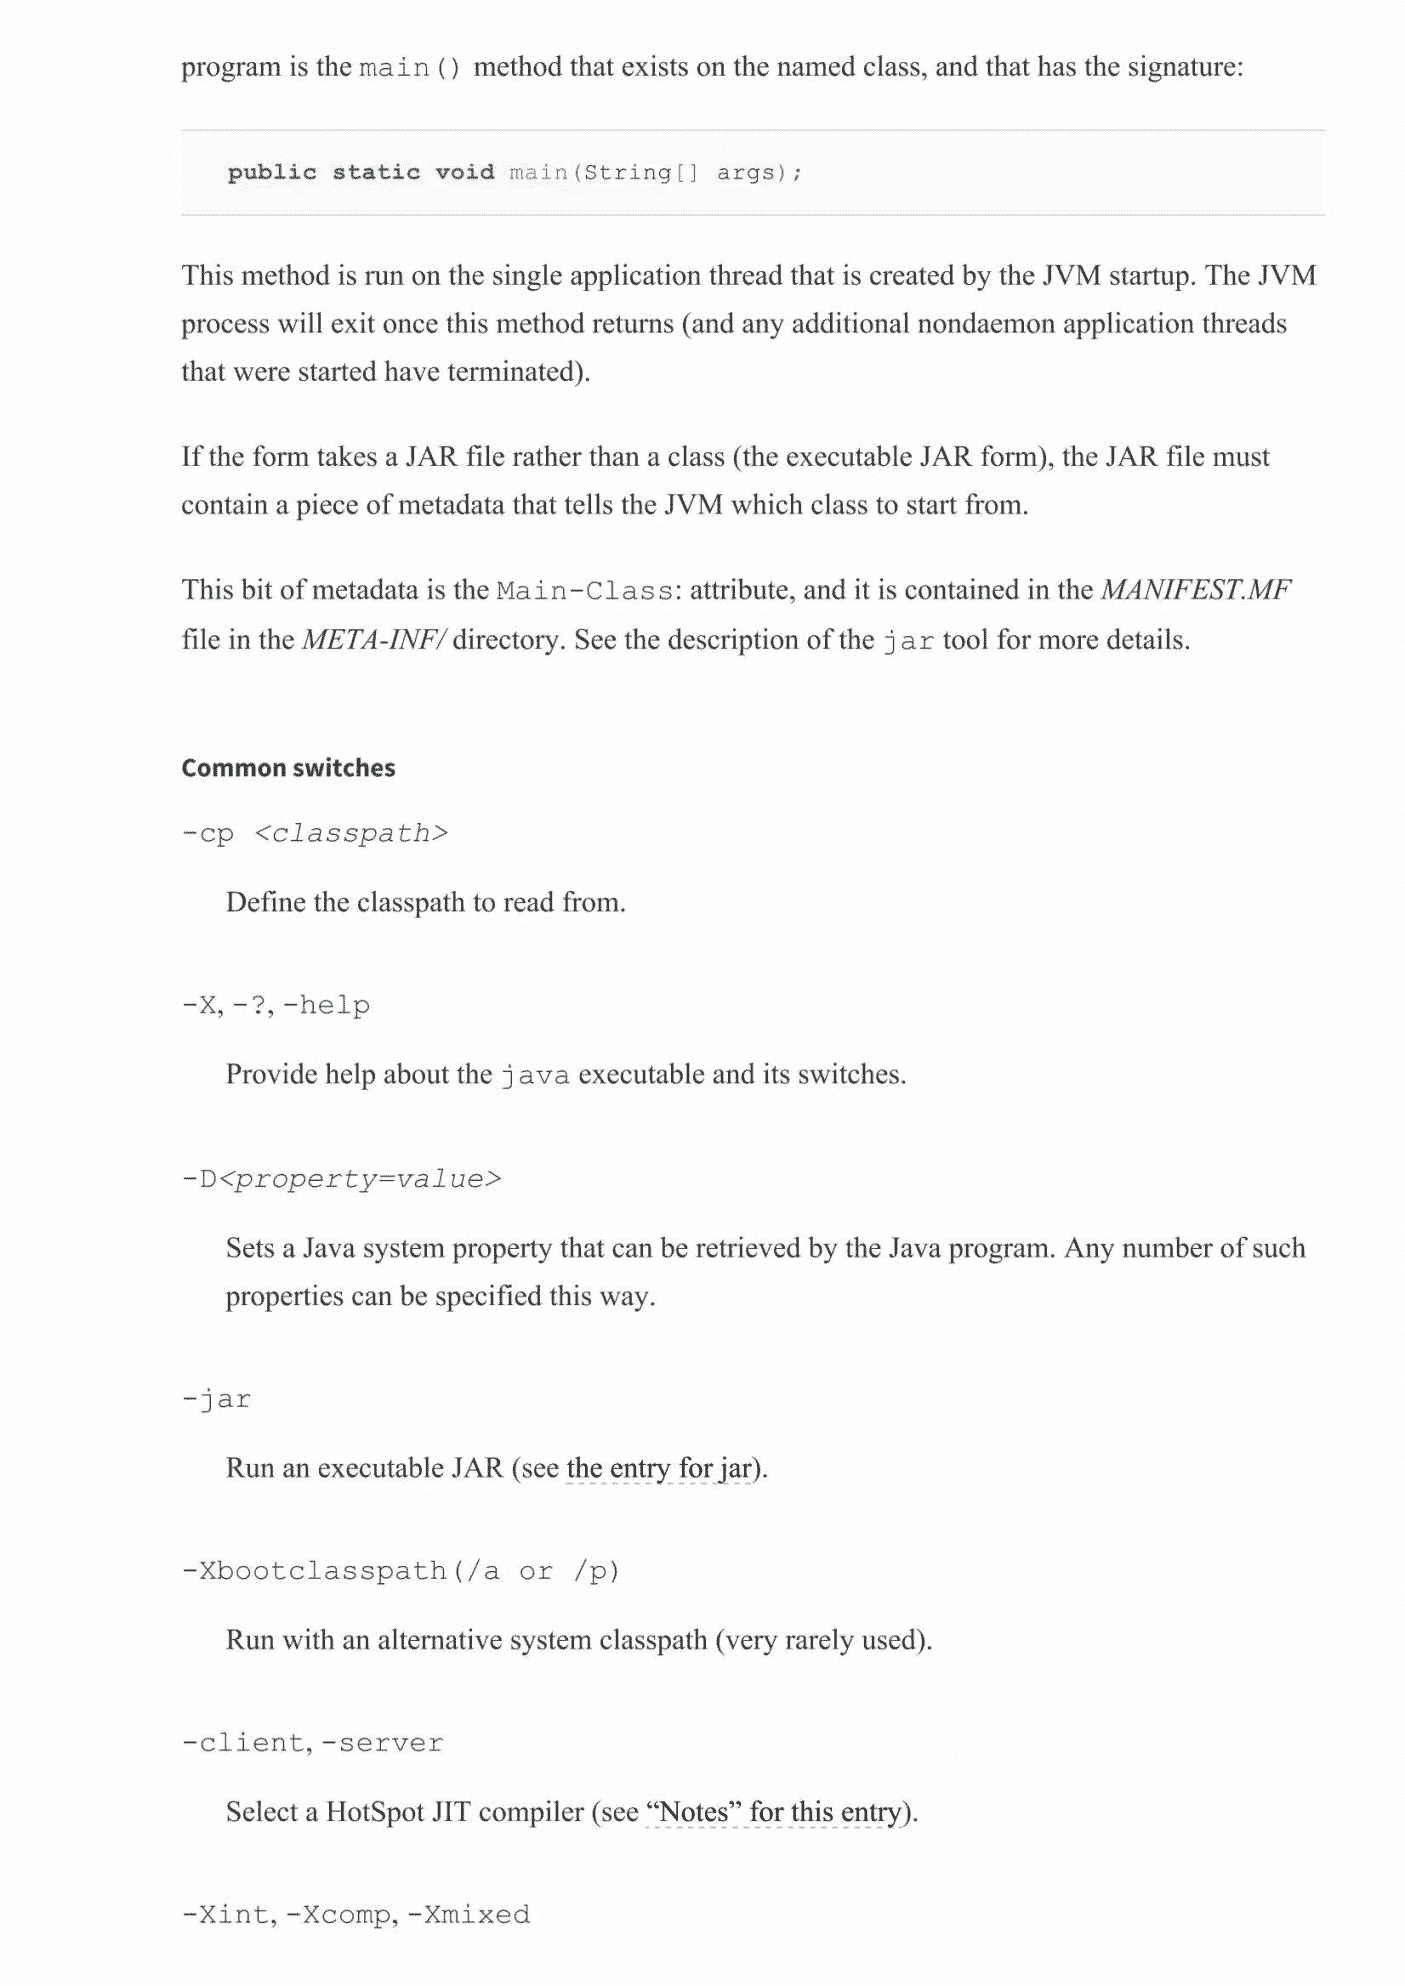 program is the main() method that exists on the named class, and that has the signature:
public static void main(String[] args);
This method is run on the single application thread that is created by the JVM startup. The JVM
process will exit once this method returns (and any additional nondaemon application threads
that were started have terminated).
If the form takes a JAR file rather than a class (the executable JAR form), the JAR file must
contain a piece of metadata that tells the JVM which class to start from.
This bit of metadata is the Main-Class: attribute, and it is contained in the MANIFEST.MF
file in the META-INF/ directory. See the description of the jar tool for more details.
Common switches
-cp <classpath>
Define the classpath to read from.
-X, -?, -help
Provide help about the java executable and its switches.
-D<property=value>
Sets a Java system property that can be retrieved by the Java program. Any number of such
properties can be specified this way.
-jar
Run an executable JAR (see the entry for jar).
-Xbootclasspath(/a or /p)
Run with an alternative system classpath (very rarely used).
-client, -server
Select a HotSpot JIT compiler (see “Notes” for this entry).
-Xint, -Xcomp, -Xmixed